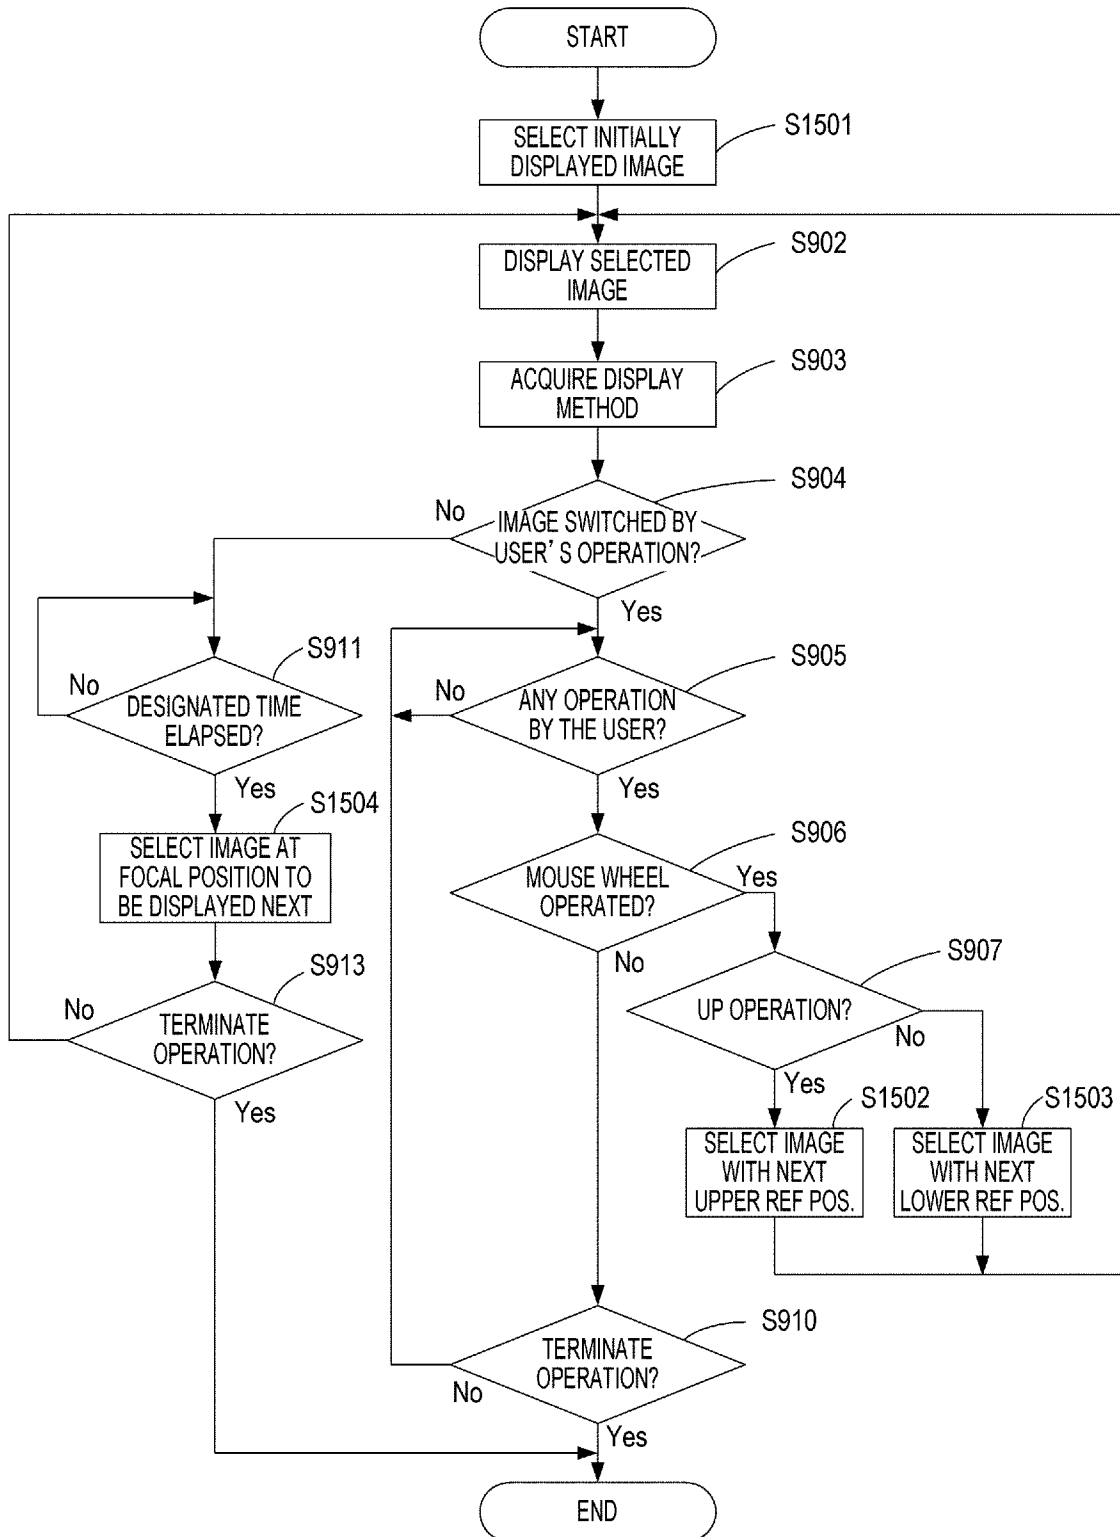 START
S1501
SELECT INITIALLY
DISPLAYED IMAGE
S902
DISPLAY SELECTED
IMAGE
S903
ACQUIRE DISPLAY
METHOD
S904
No
IMAGE SWITCHED BY
USER'S OPERATION?
Yes
S911
No
DESIGNATED TIME
ELAPSED?
Yes
S905
No
ANY OPERATION
BY THE USER?
Yes
S1504
SELECT IMAGE AT
FOCAL POSITION TO
BE DISPLAYED NEXT
S906
MOUSE WHEEL
OPERATED?
Yes
No
S913
No
TERMINATE
OPERATION?
Yes
S907
UP OPERATION?
No
Yes
S1502
SELECT IMAGE
WITH NEXT
UPPER REF POS.
S1503
SELECT IMAGE
WITH NEXT
LOWER REF POS.
S910
TERMINATE
OPERATION?
No
Yes
END